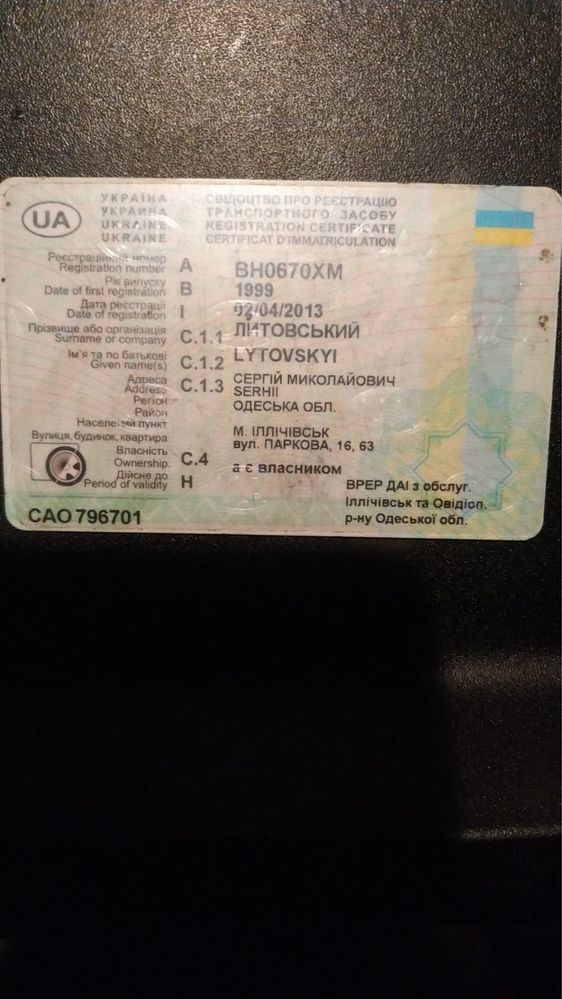 UA
УКРАЇНА СВІДОЦТВО ПРО РЕЄСТРАЦІЮ
УКРАИНА ТРАНСПОРТНОГО ЗАСОБУ
UKRAINE REGISTRATION CERTIFICATE
UKRAINE CERTIFICAT D'IMMATRICULATION
Реєстраційний номер
Registration number A BH0670XM
Рік випуску
Date of first registration B 1999
Дата реєстрації
Date of registration I 02/04/2013
Прізвище або організація
Surname or company C.1.1 ЛИТОВСЬКИЙ
LYTOVSKYI
Ім'я та по батькові
Given name(s) C.1.2
СЕРГІЙ МИКОЛАЙОВИЧ
SERHII
Адреса
Address C.1.3
Регіон ОДЕСЬКА ОБЛ.
Район
Населений пункт М. ІЛЛІЧІВСЬК
Вулиця, будинок, квартира вул. ПАРКОВА, 16, 63
Власність
Ownership. C.4 а є власником
Дійсне до
Period of validity H
ВРЕР ДАІ з обслуг.
Іллічівськ та Овідіоп.
р-ну Одеської обл.
САО 796701